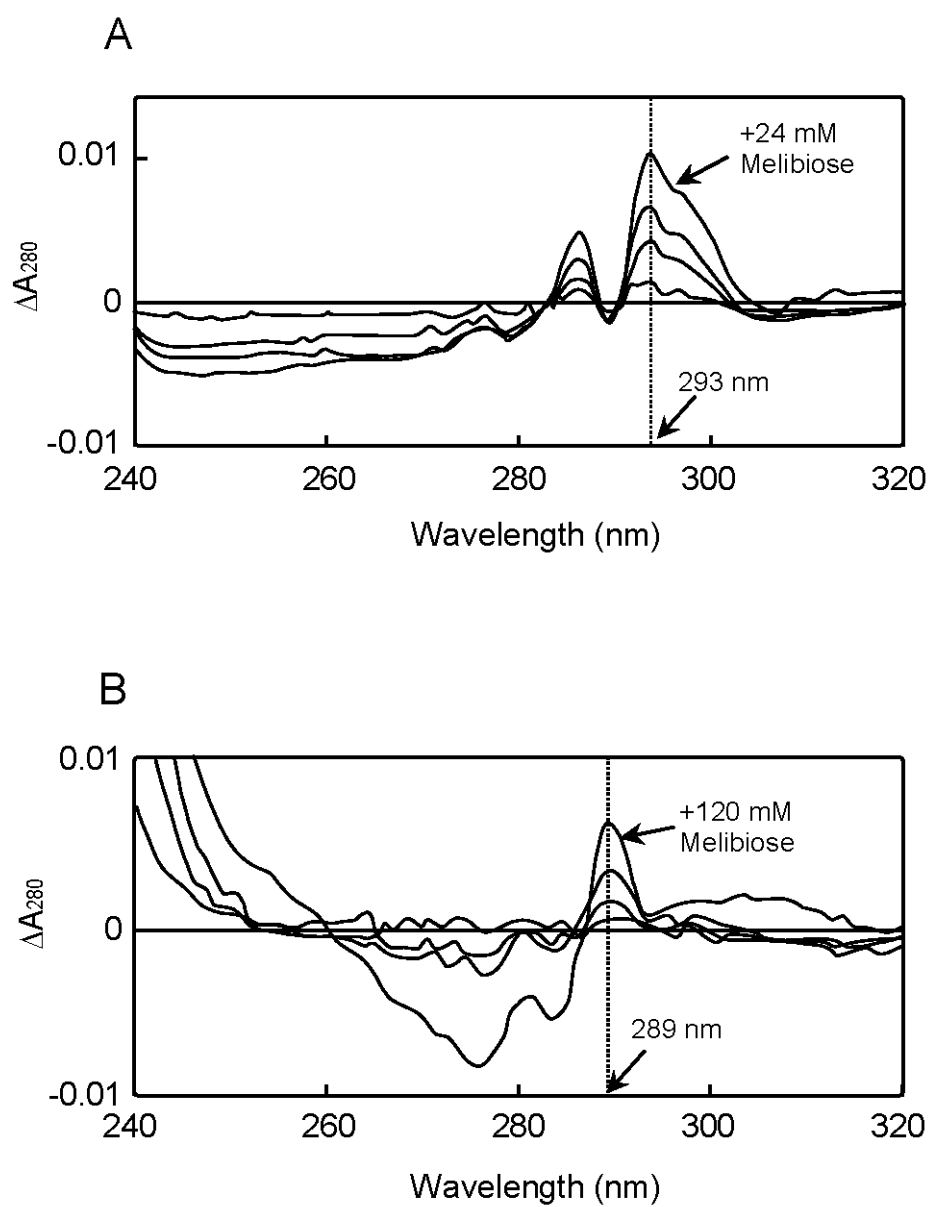 A
0.01
0
-0.01
ΔA280
+24 mM
Melibiose
293 nm
240 260 280 300 320
Wavelength (nm)
B
0.01
0
-0.01
ΔA280
+120 mM
Melibiose
289 nm
240 260 280 300 320
Wavelength (nm)